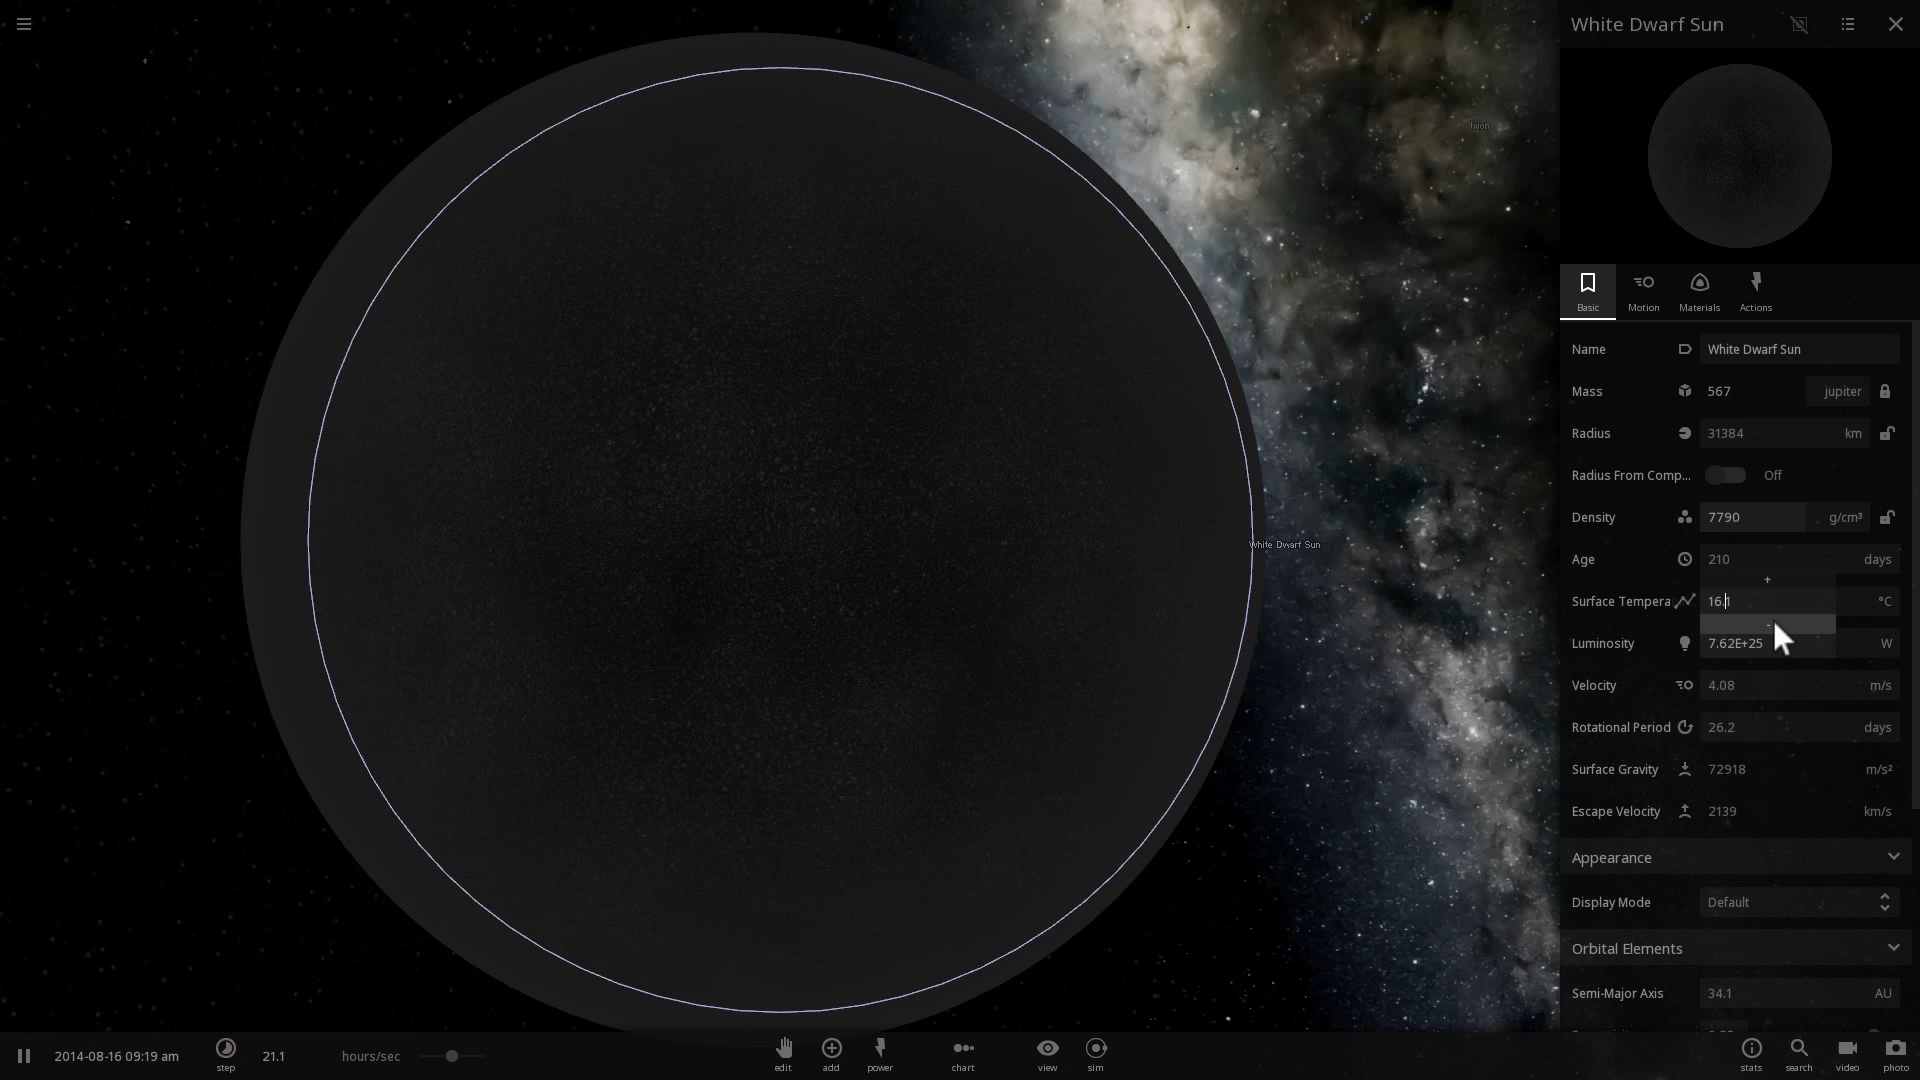 White Dwarf Sun
Ixion
Basic
Motion
Materials
Actions
Name White Dwarf Sun
Mass 567 jupiter
Radius 31384 km
Radius From Comp... Off
Density 7790 g/cm³
White Dwarf Sun
Age 210 days
+
Surface Tempera 16.1 °C
-
Luminosity 7.62E+25 W
Velocity 4.08 m/s
Rotational Period 26.2 days
Surface Gravity 72918 m/s²
Escape Velocity 2139 km/s
Appearance
Display Mode Default
Orbital Elements
Semi-Major Axis 34.1 AU
2014-08-16 09:19 am
step
21.1 hours/sec
edit
add
power
chart
view
sim
stats
search
video
photo